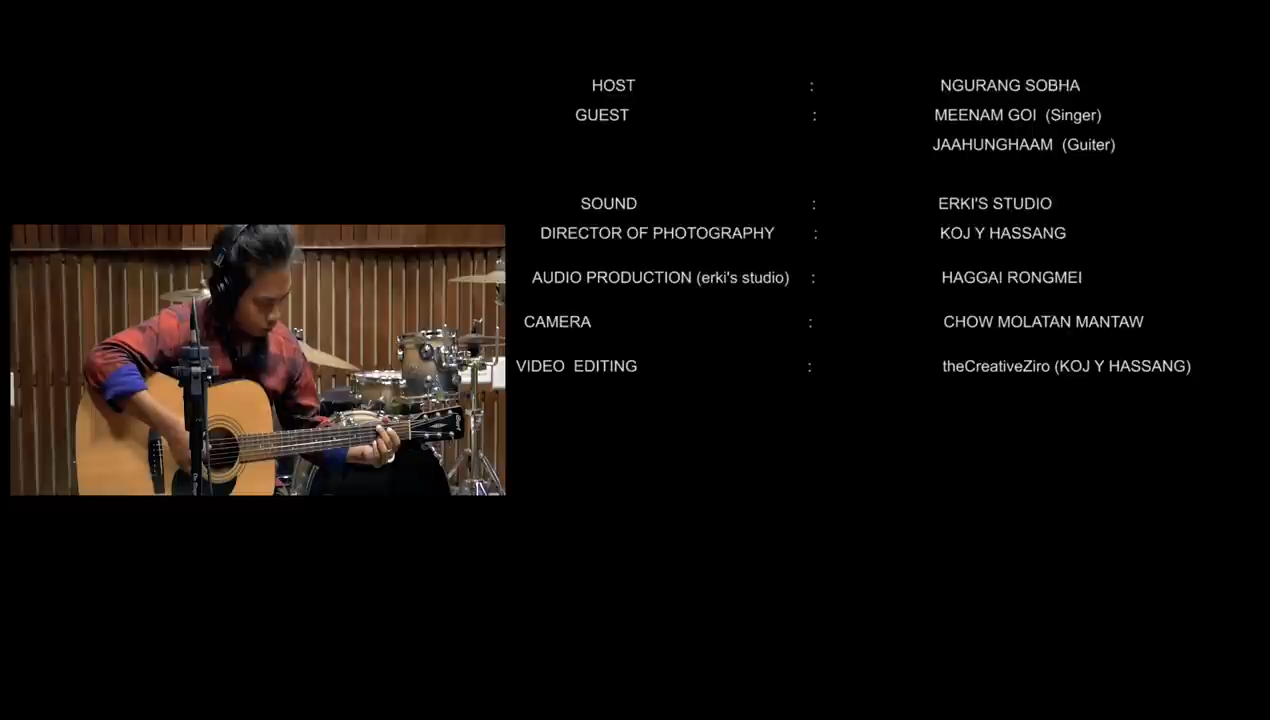 HOST : NGURANG SOBHA
GUEST : MEENAM GOI (Singer)
JAAHUNGHAAM (Guiter)
SOUND : ERKI'S STUDIO
DIRECTOR OF PHOTOGRAPHY : KOJ Y HASSANG
AUDIO PRODUCTION (erki's studio) : HAGGAI RONGMEI
CAMERA : CHOW MOLATAN MANTAW
VIDEO EDITING : theCreativeZiro (KOJ Y HASSANG)